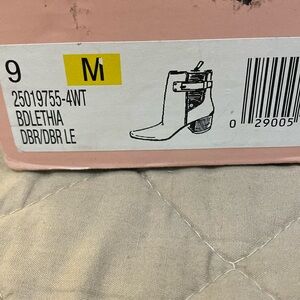 9 M
25019755-4WT
BDLETHIA
DBR/DBR LE
0 29005